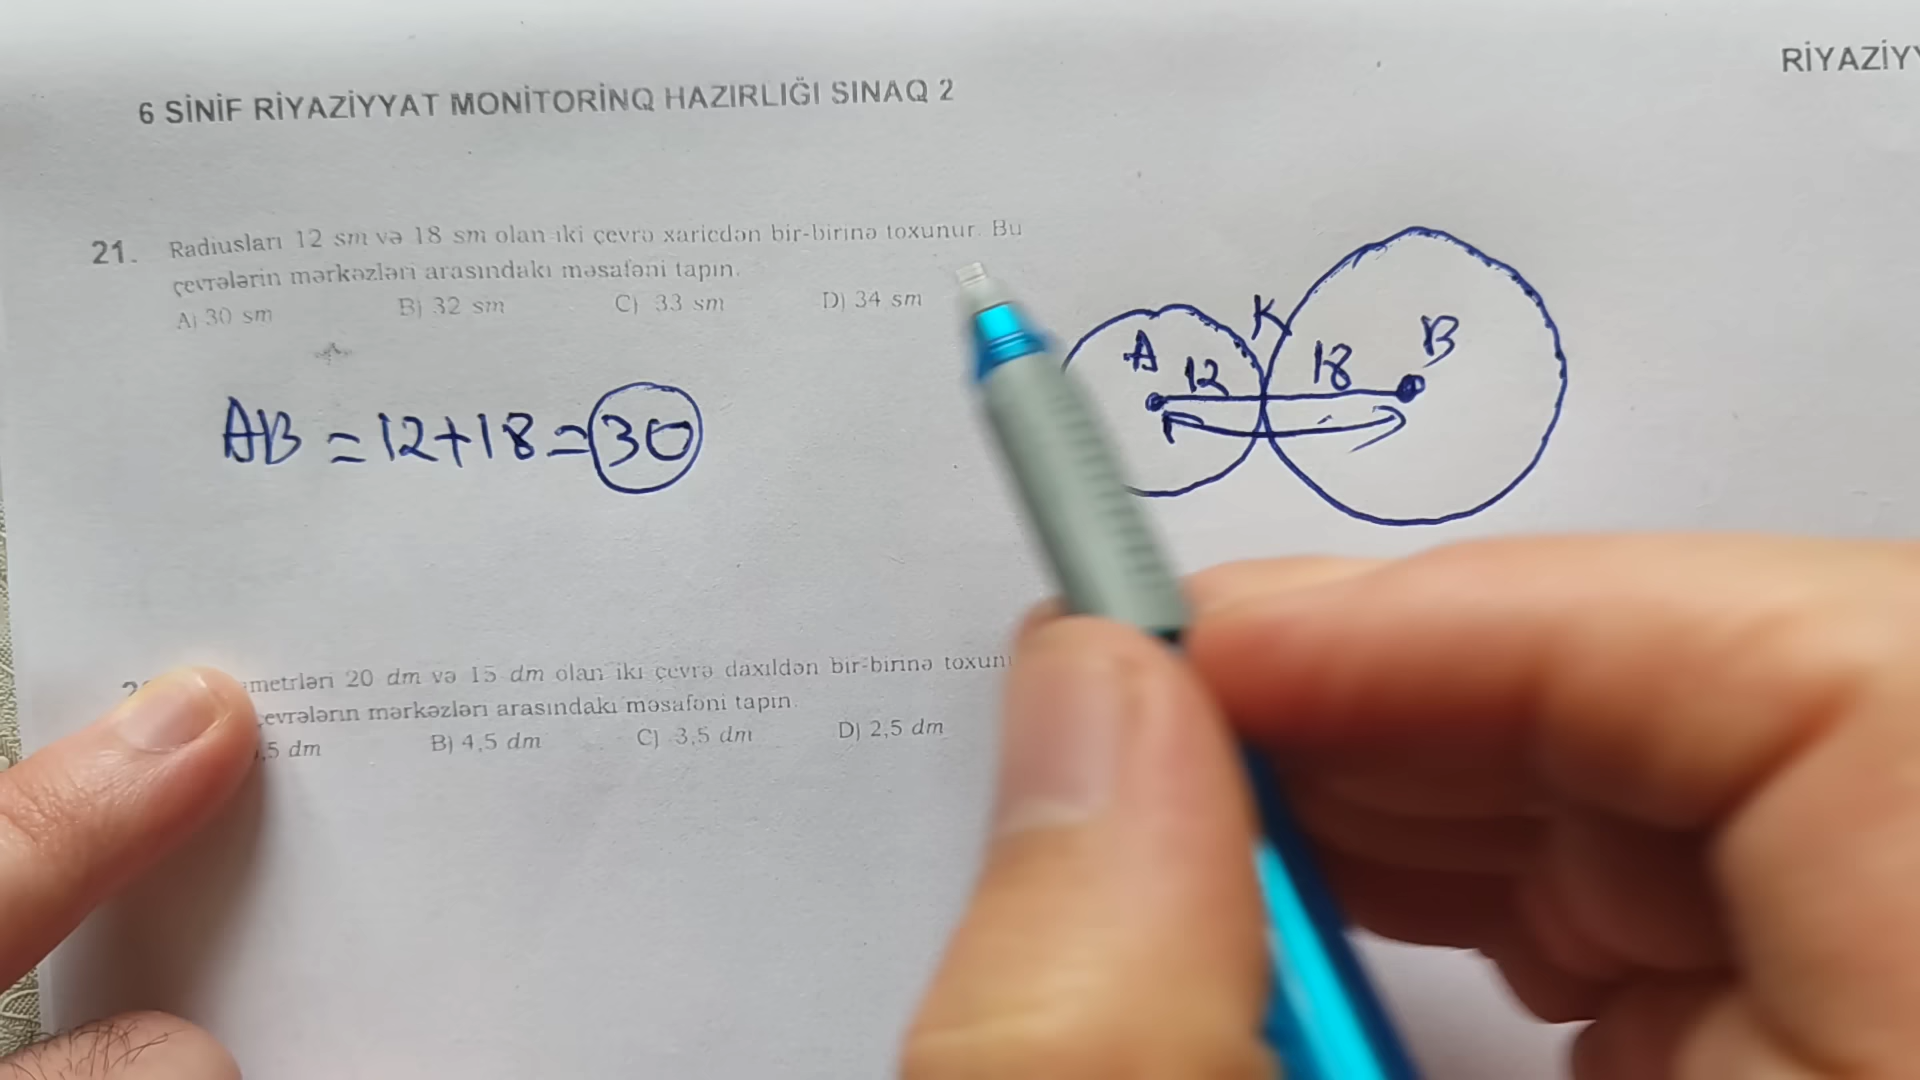 RİYAZİYY
6 SİNİF RİYAZİYYAT MONİTORİNQ HAZIRLIĞI SINAQ 2
21. Radiusları 12 sm və 18 sm olan iki çevrə xaricdən bir-birinə toxunur. Bu
çevrələrin mərkəzləri arasındakı məsafəni tapın.
A) 30 sm B) 32 sm C) 33 sm D) 34 sm
K
A 12 18 B
AB = 12+18 = 30
metrləri 20 dm və 15 dm olan iki çevrə daxildən bir-birinə toxun
çevrələrin mərkəzləri arasındakı məsafəni tapın.
,5 dm B) 4,5 dm C) 3,5 dm D) 2,5 dm